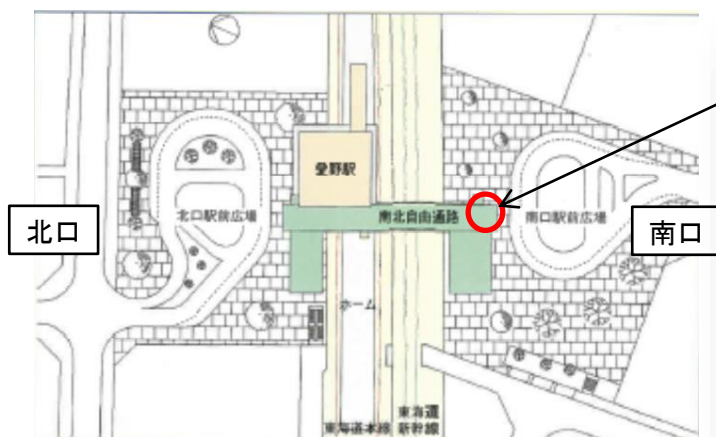 愛野駅
北口駅前広場
南北自由通路
南口駅前広場
北口
南口
ホーム
東海道本線
東海道
新幹線